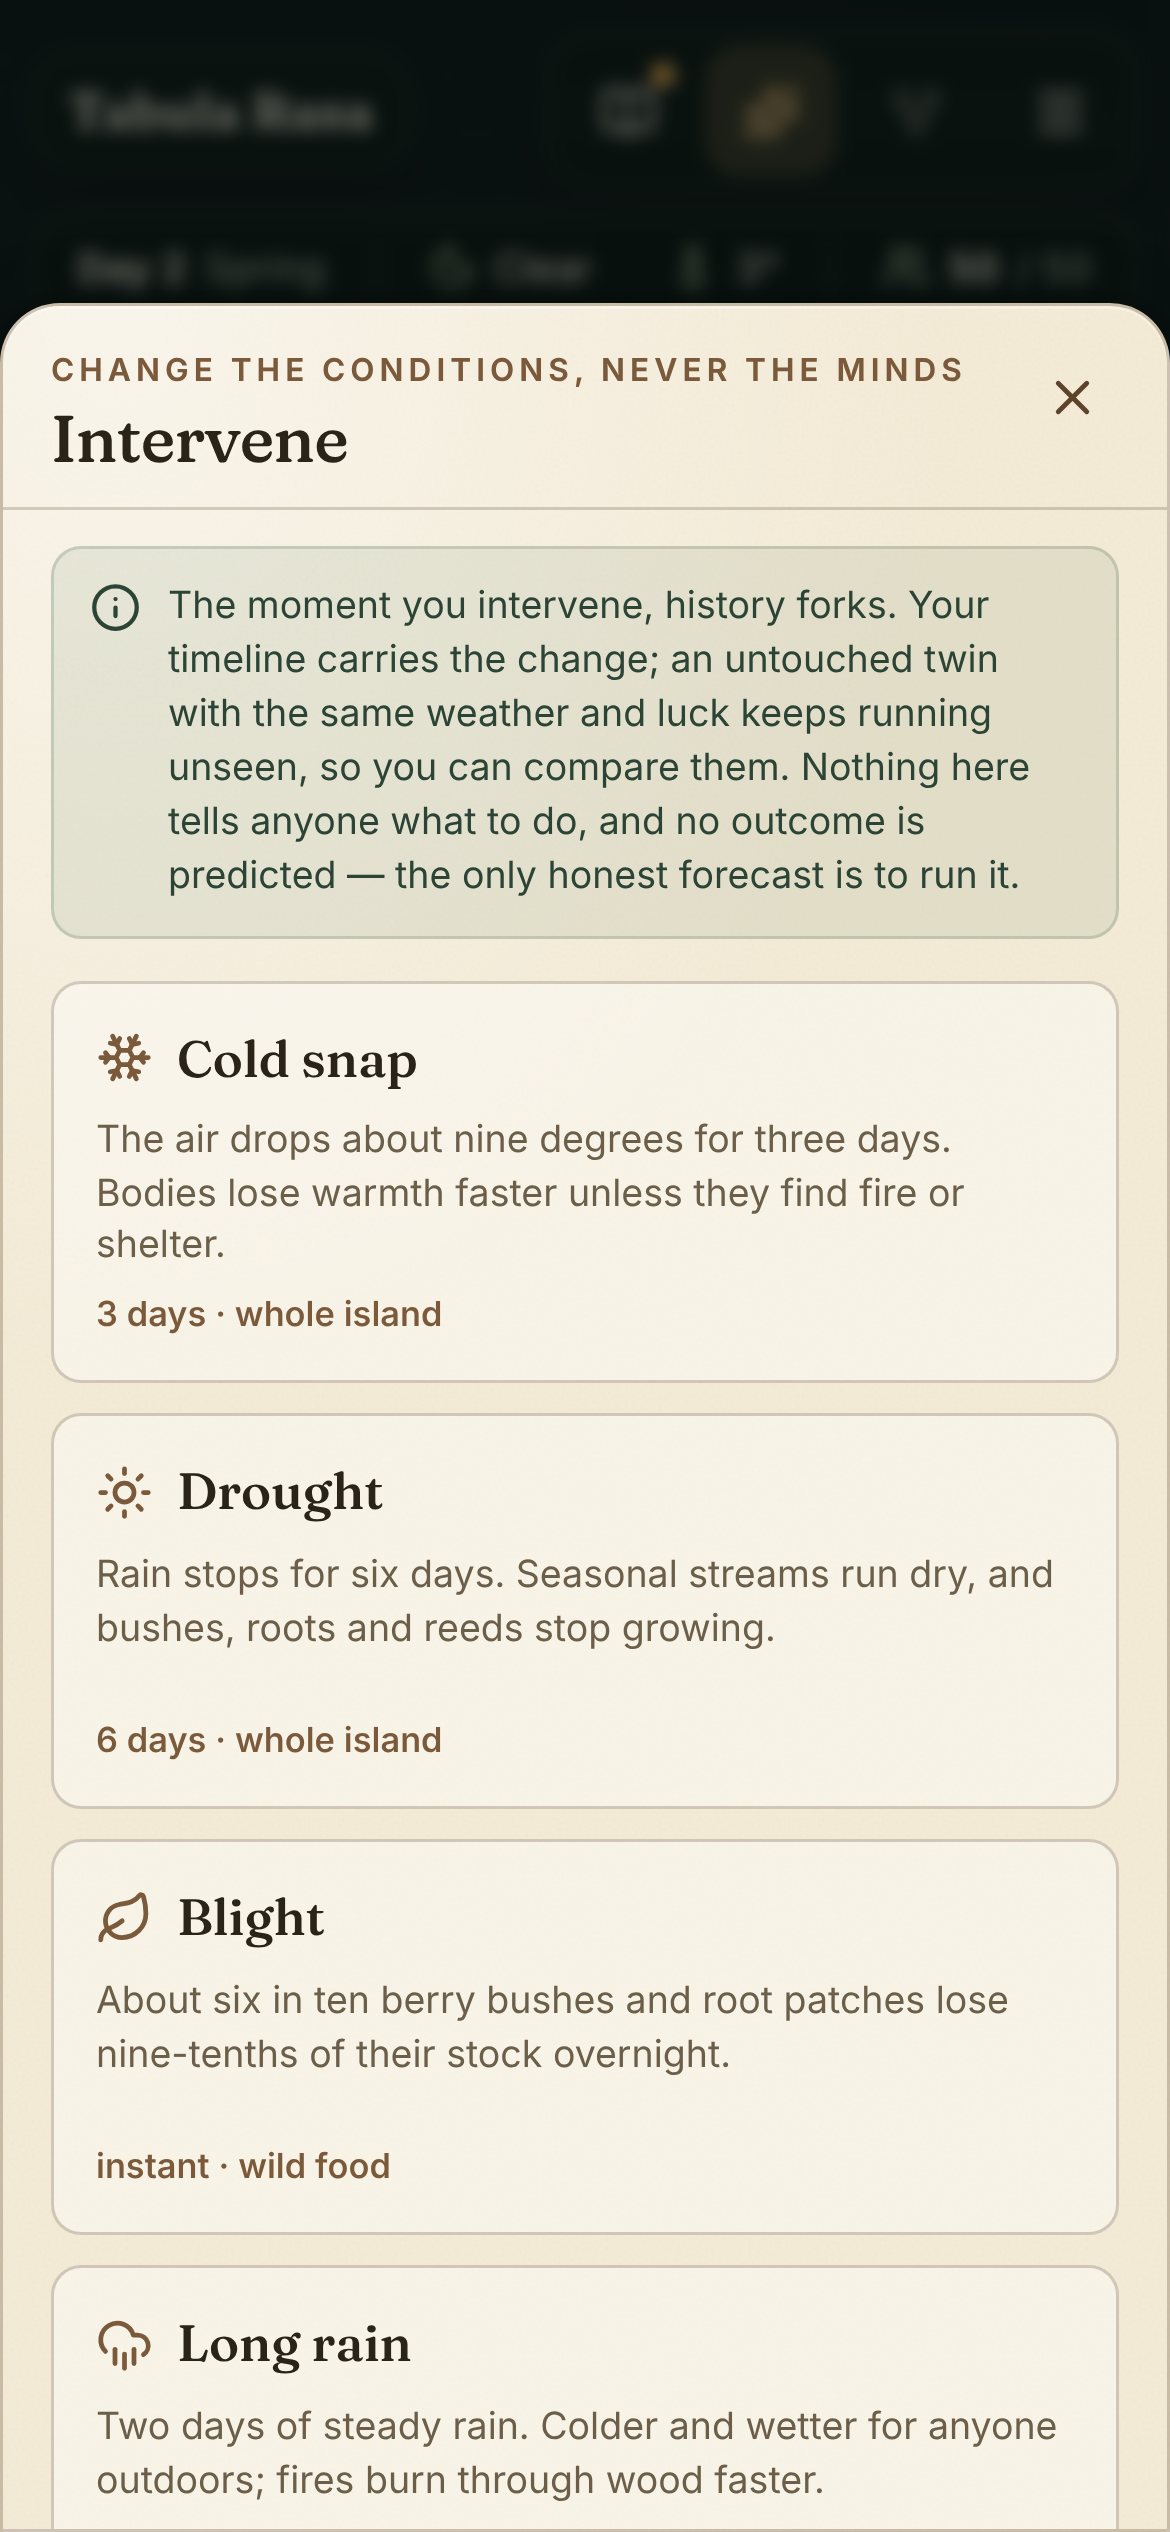 Tabula Rasa
Day 2 Spring
Clear
CHANGE THE CONDITIONS, NEVER THE MINDS
Intervene
The moment you intervene, history forks. Your
timeline carries the change; an untouched twin
with the same weather and luck keeps running
unseen, so you can compare them. Nothing here
tells anyone what to do, and no outcome is
predicted — the only honest forecast is to run it.
Cold snap
The air drops about nine degrees for three days.
Bodies lose warmth faster unless they find fire or
shelter.
3 days · whole island
Drought
Rain stops for six days. Seasonal streams run dry, and
bushes, roots and reeds stop growing.
6 days · whole island
Blight
About six in ten berry bushes and root patches lose
nine-tenths of their stock overnight.
instant · wild food
Long rain
Two days of steady rain. Colder and wetter for anyone
outdoors; fires burn through wood faster.